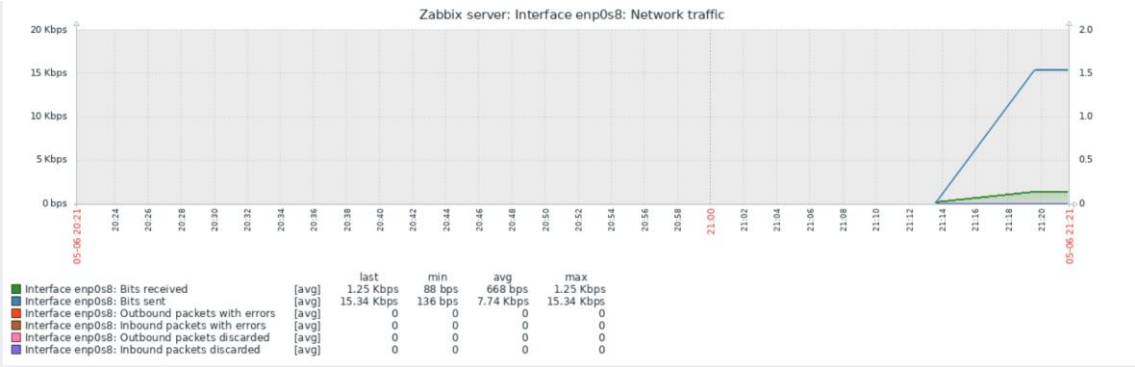 Zabbix server: Interface enp0s8: Network traffic
20 Kbps 2.0
15 Kbps 1.5
10 Kbps 1.0
5 Kbps 0.5
0 bps 0
05-06 20:21 20:24 20:26 20:28 20:30 20:32 20:34 20:36 20:38 20:40 20:42 20:44 20:46 20:48 20:50 20:52 20:54 20:56 20:58 21:00 21:02 21:04 21:06 21:08 21:10 21:12 21:14 21:16 21:18 21:20 05-06 21:21
last min avg max
Interface enp0s8: Bits received [avg] 1.25 Kbps 88 bps 668 bps 1.25 Kbps
Interface enp0s8: Bits sent [avg] 15.34 Kbps 136 bps 7.74 Kbps 15.34 Kbps
Interface enp0s8: Outbound packets with errors [avg] 0 0 0 0
Interface enp0s8: Inbound packets with errors [avg] 0 0 0 0
Interface enp0s8: Outbound packets discarded [avg] 0 0 0 0
Interface enp0s8: Inbound packets discarded [avg] 0 0 0 0